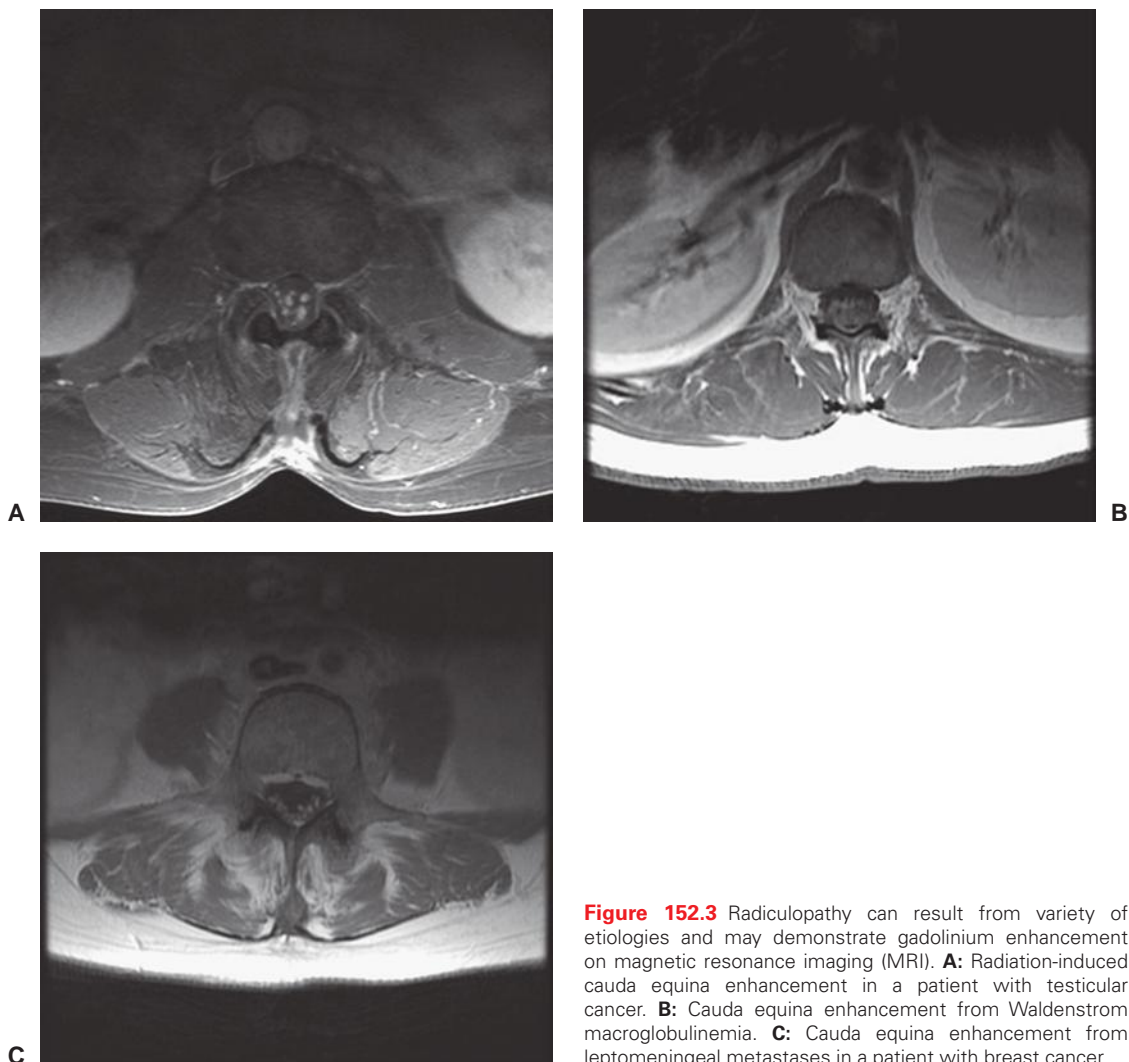 A
B
C
Figure 152.3 Radiculopathy can result from variety of
etiologies and may demonstrate gadolinium enhancement
on magnetic resonance imaging (MRI). A: Radiation-induced
cauda equina enhancement in a patient with testicular
cancer. B: Cauda equina enhancement from Waldenstrom
macroglobulinemia. C: Cauda equina enhancement from
leptomeningeal metastases in a patient with breast cancer